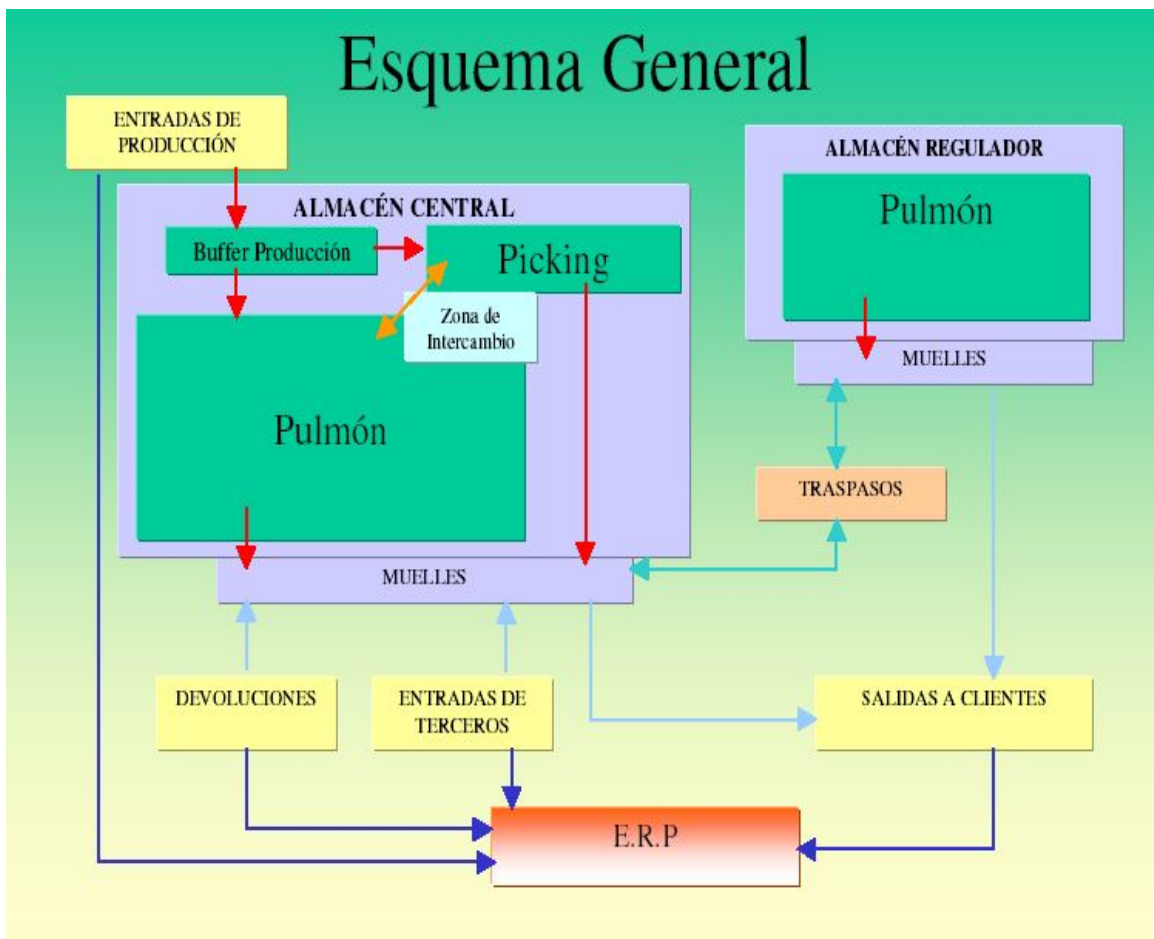 Esquema General
ENTRADAS DE
PRODUCCIÓN
ALMACÉN REGULADOR
Pulmón
MUELLES
ALMACÉN CENTRAL
Buffer Producción
Picking
Zona de
Intercambio
Pulmón
MUELLES
TRASPASOS
DEVOLUCIONES
ENTRADAS DE
TERCEROS
SALIDAS A CLIENTES
E.R.P